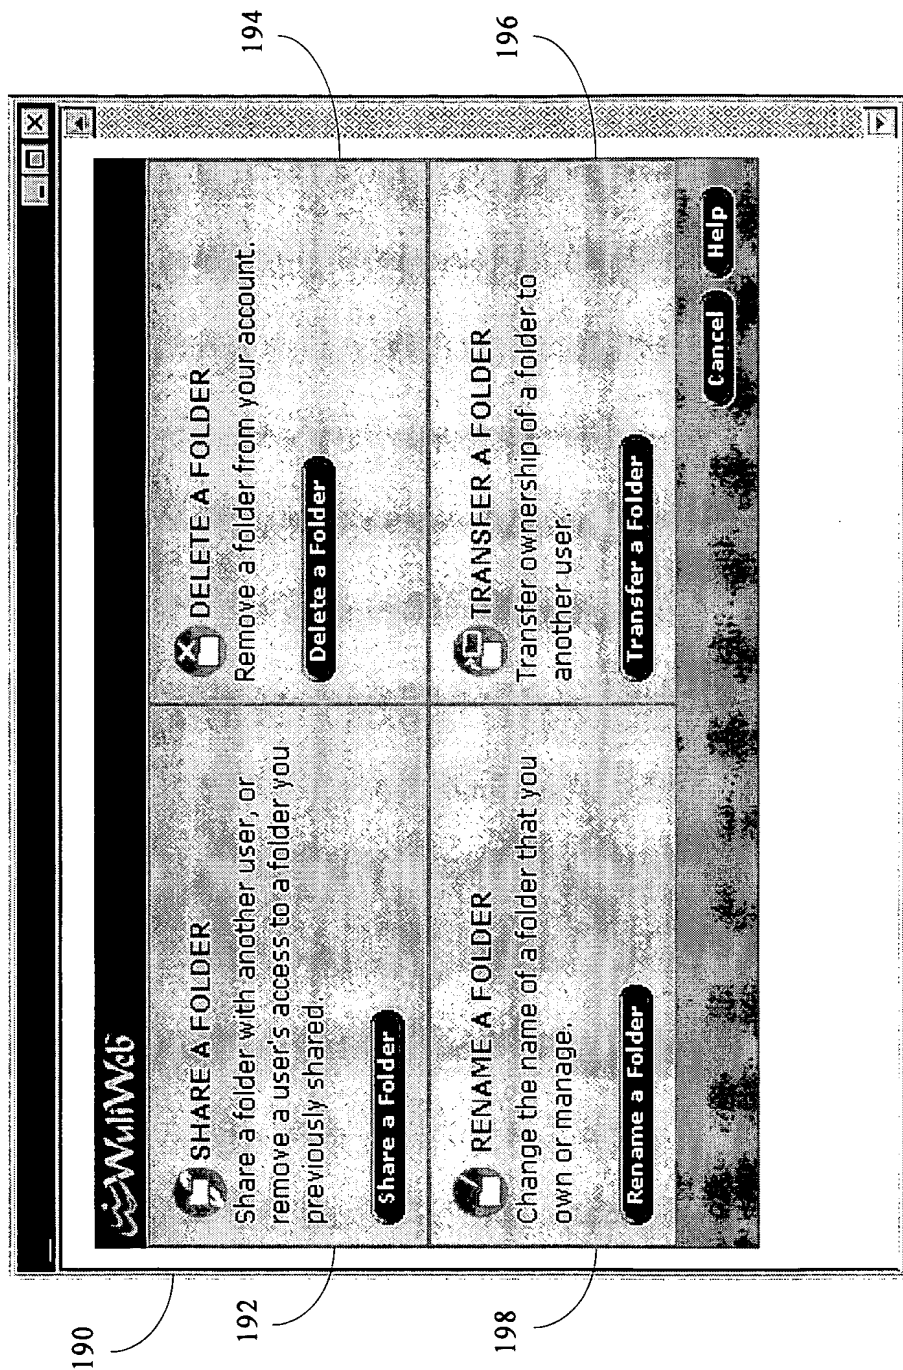 190
WuliWeb
192
SHARE A FOLDER
Share a folder with another user, or
remove a user's access to a folder you
previously shared.
Share a Folder
194
DELETE A FOLDER
Remove a folder from your account.
Delete a Folder
198
RENAME A FOLDER
Change the name of a folder that you
own or manage.
Rename a Folder
196
TRANSFER A FOLDER
Transfer ownership of a folder to
another user.
Transfer a Folder
Cancel
Help